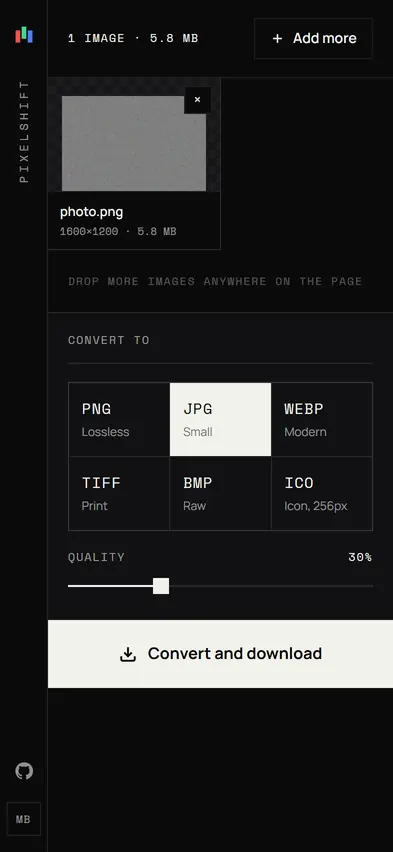 PIXELSHIFT
1 IMAGE · 5.8 MB
+ Add more
×
photo.png
1600×1200 · 5.8 MB
DROP MORE IMAGES ANYWHERE ON THE PAGE
CONVERT TO
PNG
Lossless
JPG
Small
WEBP
Modern
TIFF
Print
BMP
Raw
ICO
Icon, 256px
QUALITY
30%
Convert and download
MB